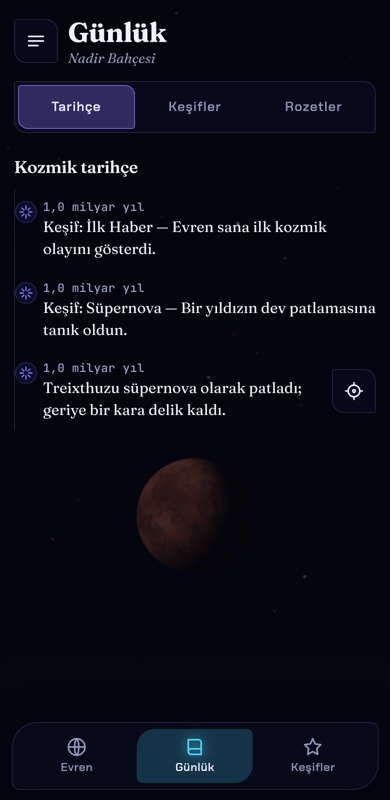 Günlük
Nadir Bahçesi
Tarihçe
Keşifler
Rozetler
Kozmik tarihçe
1,0 milyar yıl
Keşif: İlk Haber — Evren sana ilk kozmik
olayını gösterdi.
1,0 milyar yıl
Keşif: Süpernova — Bir yıldızın dev patlamasına
tanık oldun.
1,0 milyar yıl
Treixthuzu süpernova olarak patladı;
geriye bir kara delik kaldı.
Evren
Günlük
Keşifler